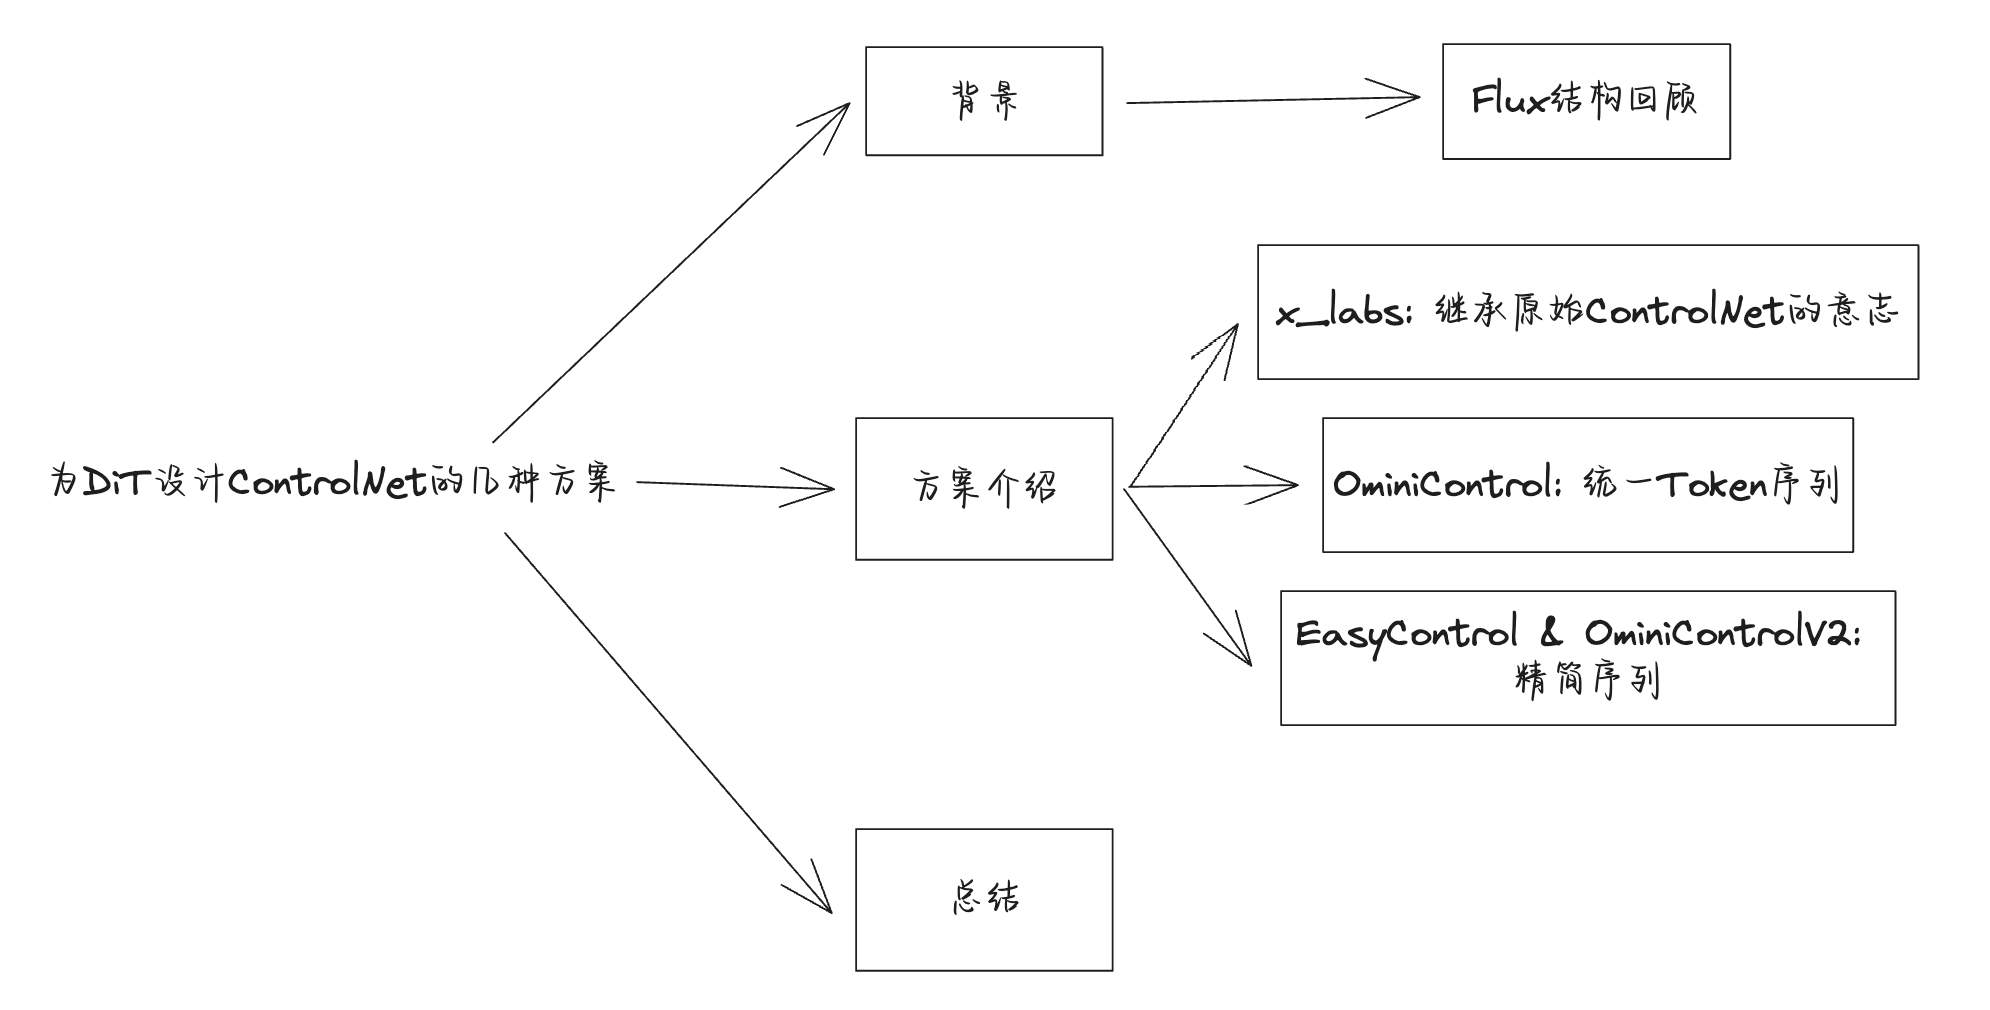 背景
Flux结构回顾
x_labs: 继承原始ControlNet的意志
为DiT设计ControlNet的几种方案
方案介绍
OminiControl: 统一Token序列
EasyControl & OminiControlV2:
精简序列
总结